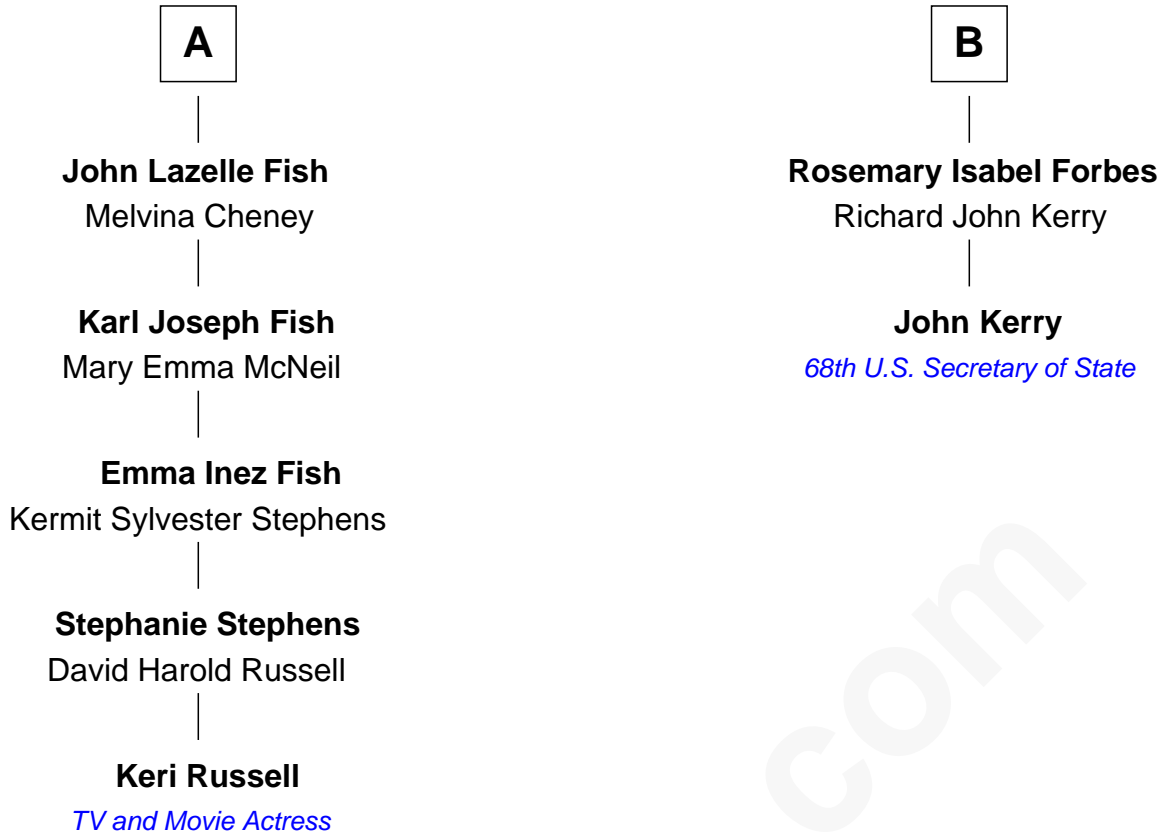 A
John Lazelle Fish
Melvina Cheney
Karl Joseph Fish
Mary Emma McNeil
Emma Inez Fish
Kermit Sylvester Stephens
Stephanie Stephens
David Harold Russell
Keri Russell
TV and Movie Actress
B
Rosemary Isabel Forbes
Richard John Kerry
John Kerry
68th U.S. Secretary of State
com